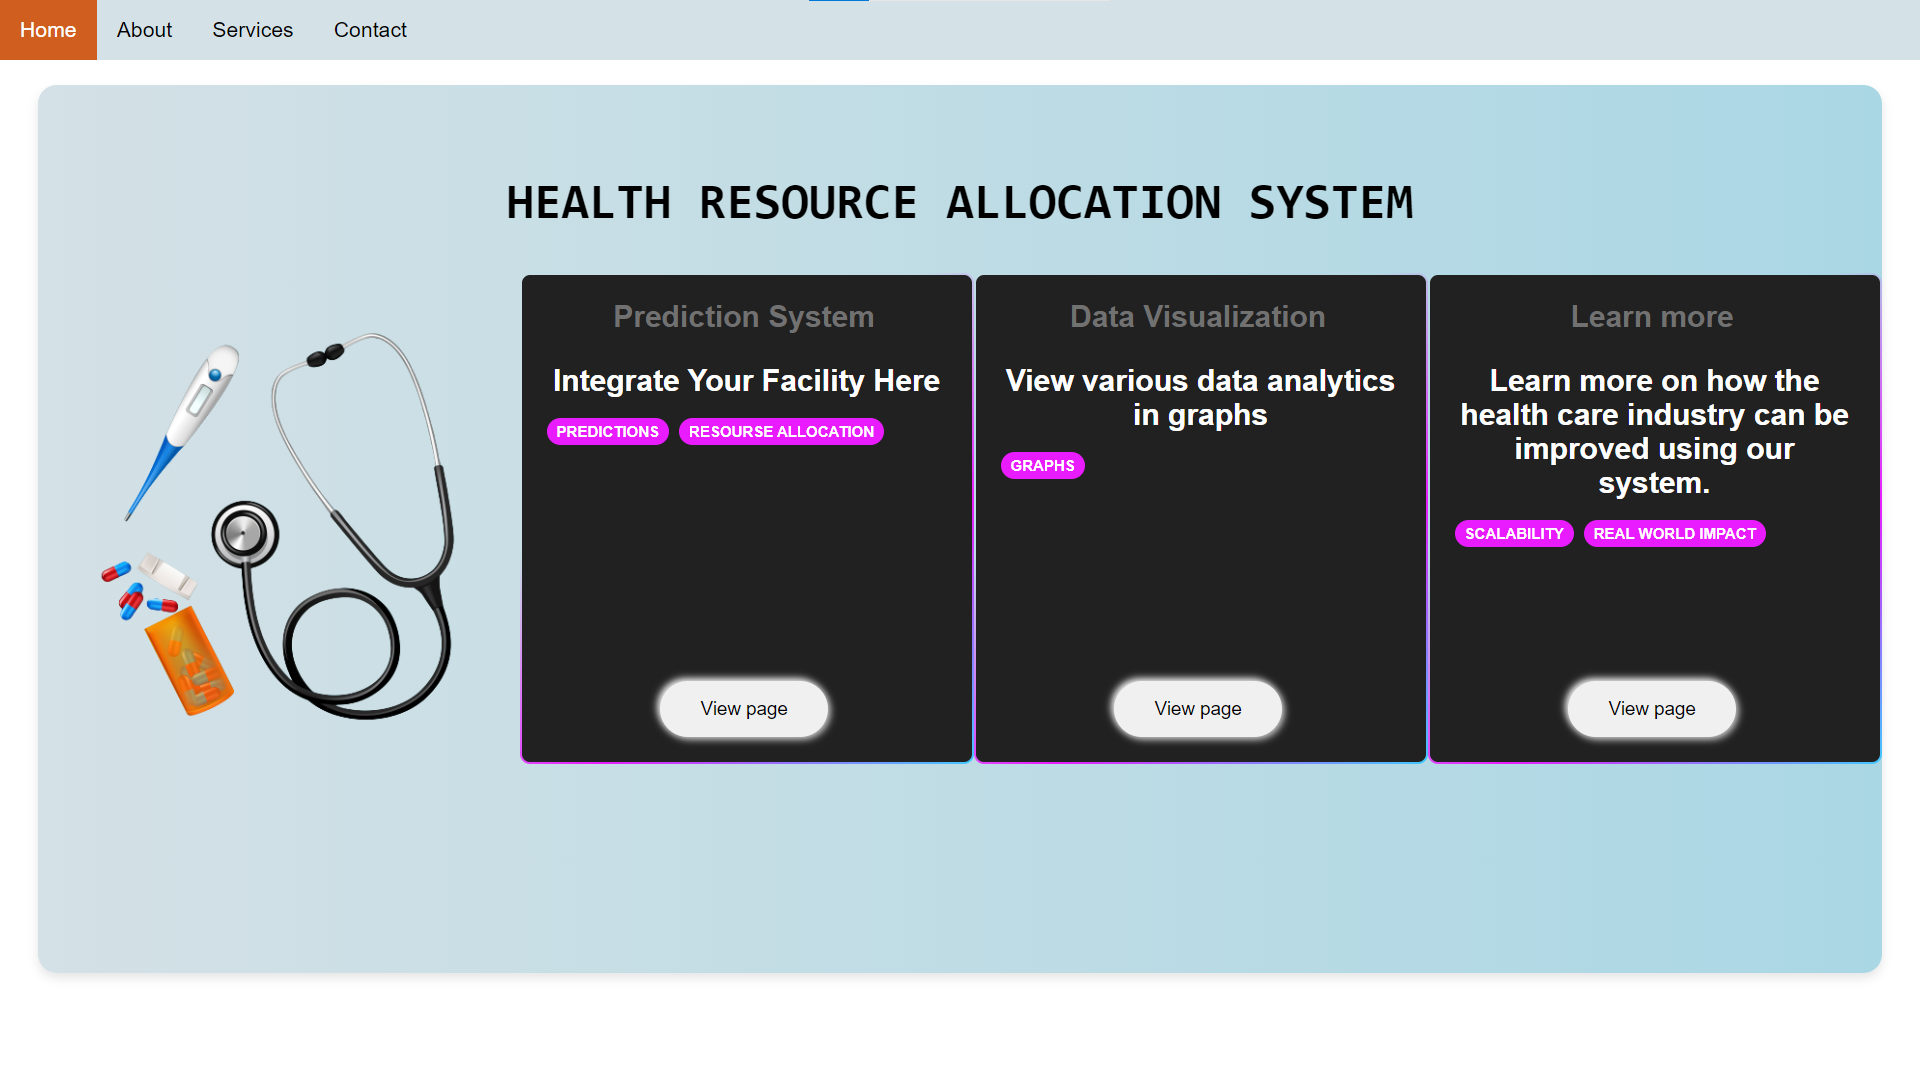 Home About Services Contact
HEALTH RESOURCE ALLOCATION SYSTEM
Prediction System
Integrate Your Facility Here
PREDICTIONS RESOURSE ALLOCATION
View page
Data Visualization
View various data analytics
in graphs
GRAPHS
View page
Learn more
Learn more on how the
health care industry can be
improved using our
system.
SCALABILITY REAL WORLD IMPACT
View page